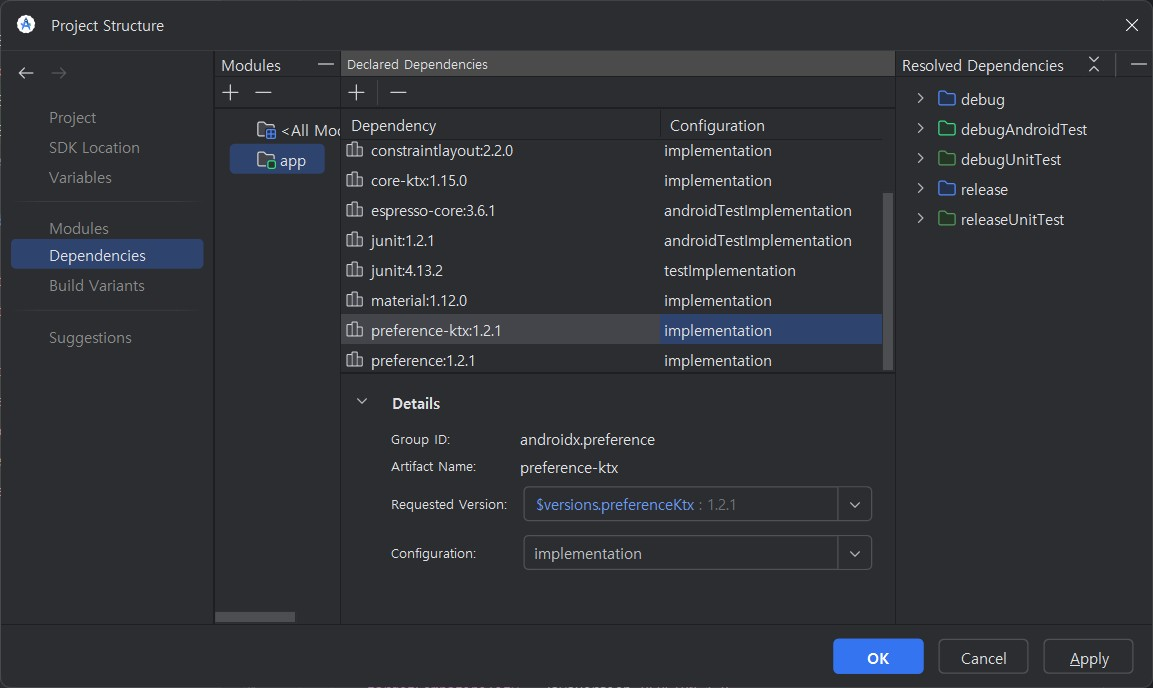 Project Structure
Project
SDK Location
Variables
Modules
Dependencies
Build Variants
Suggestions
Modules
<All Mod
app
Declared Dependencies
Dependency Configuration
constraintlayout:2.2.0 implementation
core-ktx:1.15.0 implementation
espresso-core:3.6.1 androidTestImplementation
junit:1.2.1 androidTestImplementation
junit:4.13.2 testImplementation
material:1.12.0 implementation
preference-ktx:1.2.1 implementation
preference:1.2.1 implementation
Details
Group ID: androidx.preference
Artifact Name: preference-ktx
Requested Version: $versions.preferenceKtx : 1.2.1
Configuration: implementation
Resolved Dependencies
debug
debugAndroidTest
debugUnitTest
release
releaseUnitTest
OK Cancel Apply